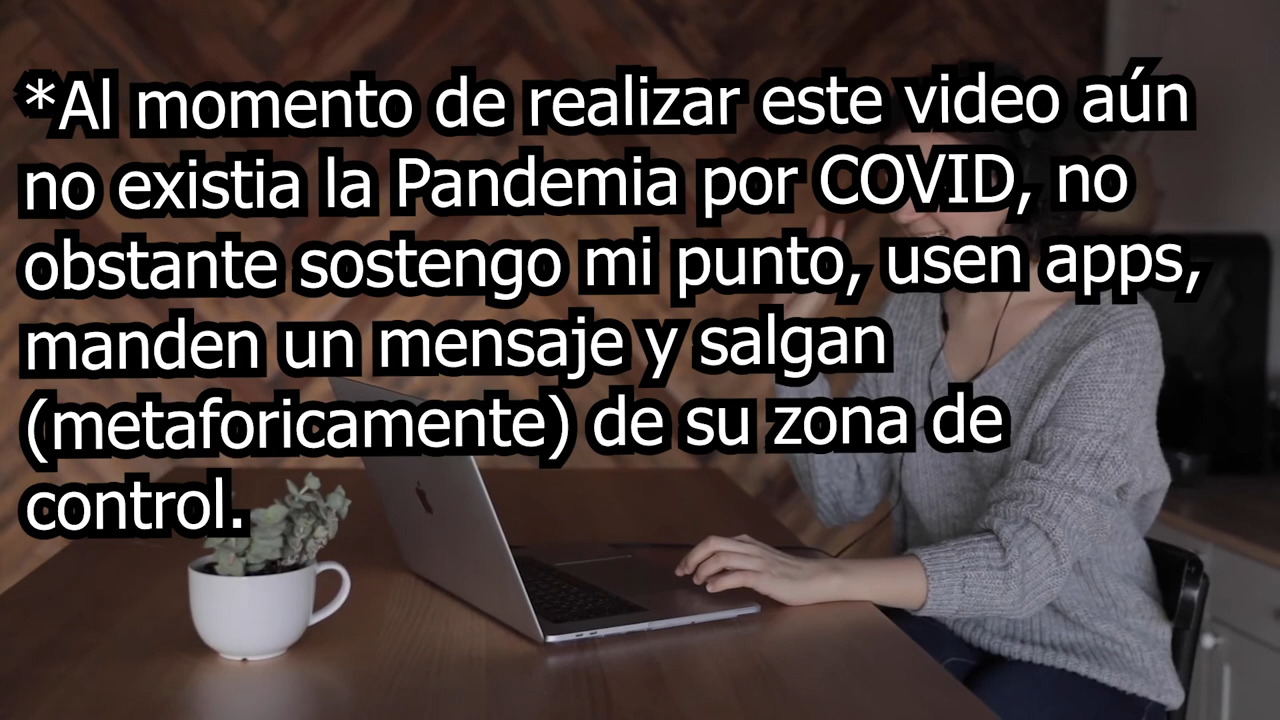 *Al momento de realizar este video aún
no existia la Pandemia por COVID, no
obstante sostengo mi punto, usen apps,
manden un mensaje y salgan
(metaforicamente) de su zona de
control.